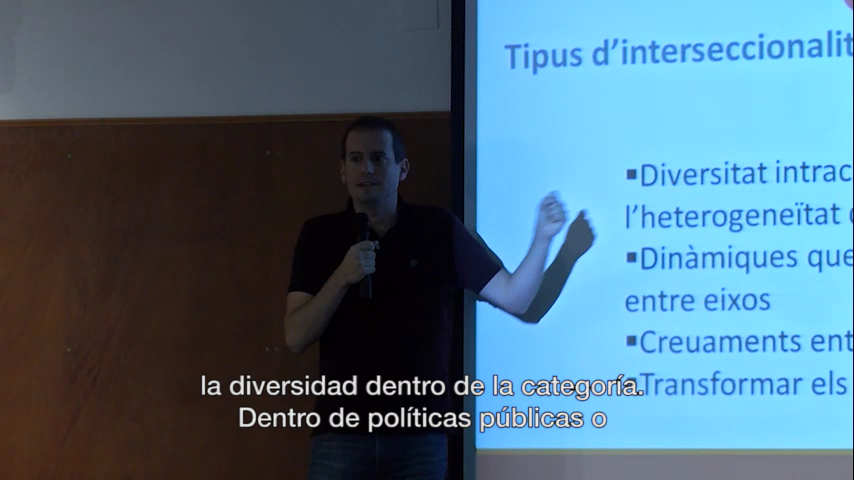 Tipus d'interseccionalit
▪Diversitat intrac
l'heterogeneïtat
▪Dinàmiques que
entre eixos
▪Creuaments ent
▪Transformar els
la diversidad dentro de la categoría.
Dentro de políticas públicas o